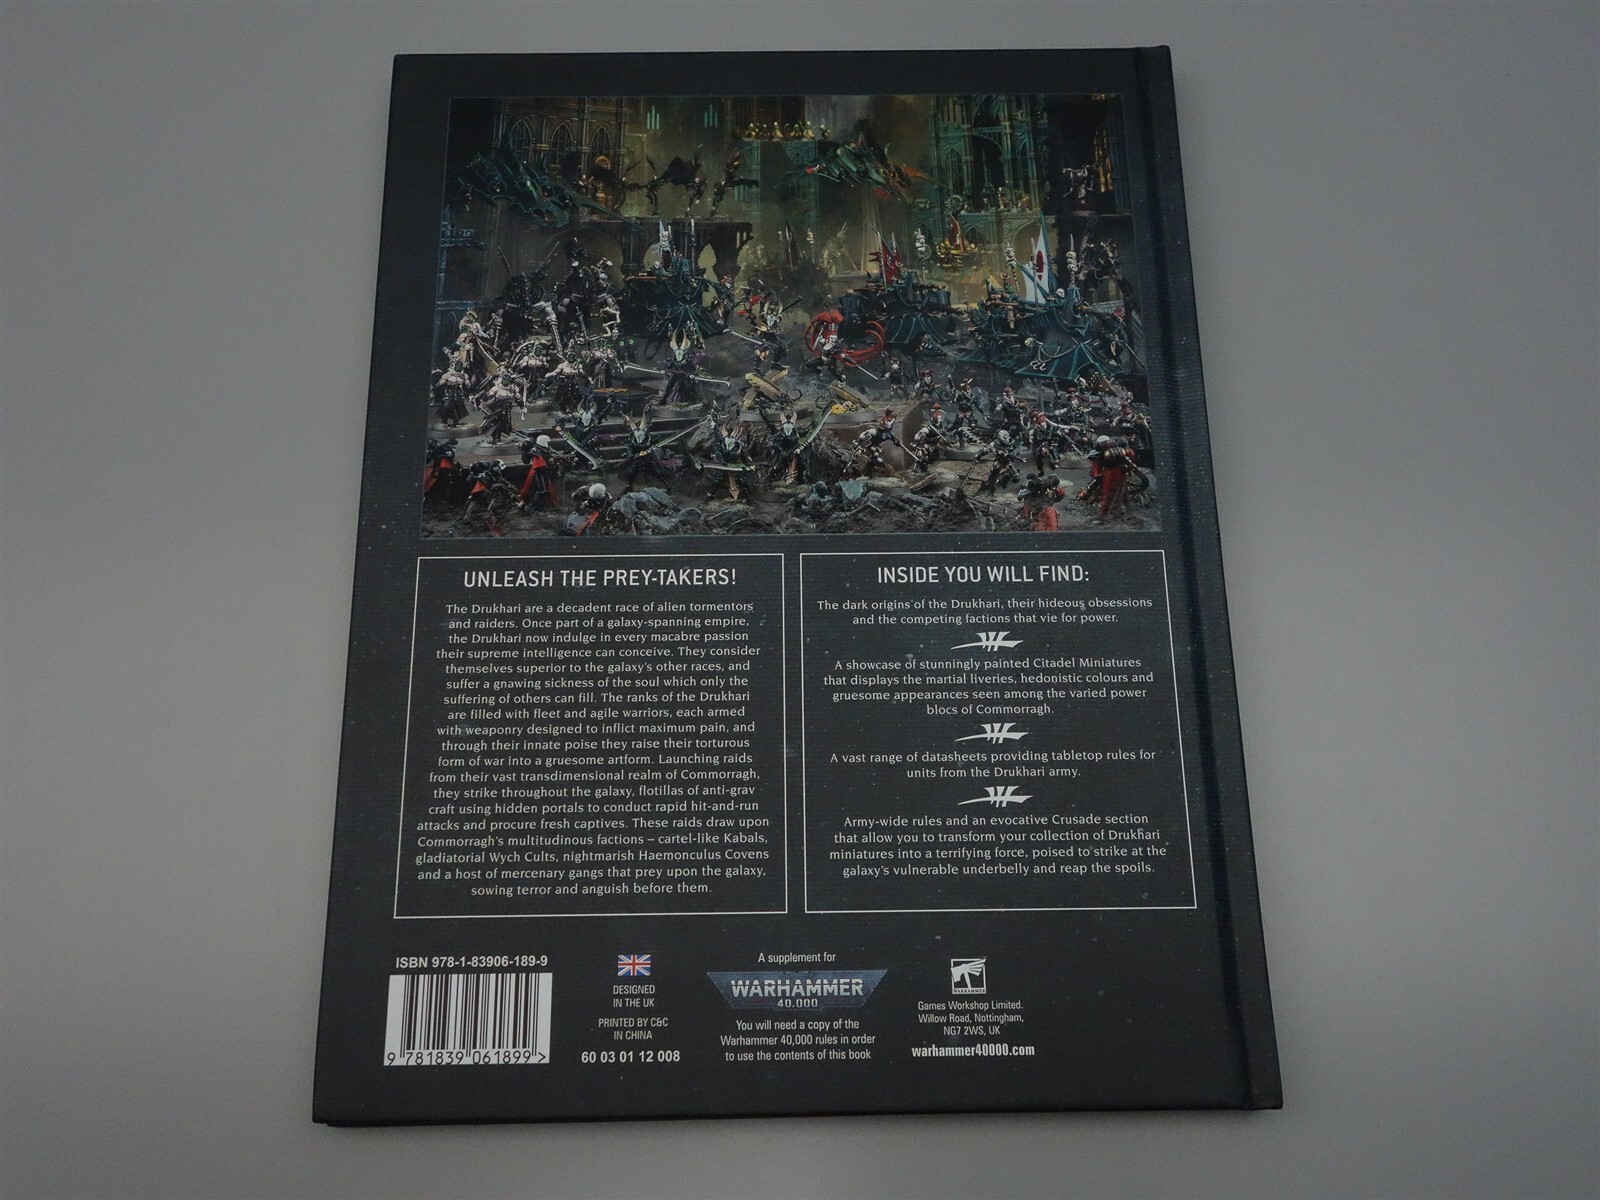 UNLEASH THE PREY-TAKERS!
The Drukhari are a decadent race of alien tormentors
and raiders. Once part of a galaxy-spanning empire,
the Drukhari now indulge in every macabre passion
their supreme intelligence can conceive. They consider
themselves superior to the galaxy's other races, and
suffer a gnawing sickness of the soul which only the
suffering of others can fill. The ranks of the Drukhari
are filled with fleet and agile warriors, each armed
with weaponry designed to inflict maximum pain, and
through their innate poise they raise their torturous
form of war into a gruesome artform. Launching raids
from their vast transdimensional realm of Commorragh,
they strike throughout the galaxy, flotillas of anti-grav
craft using hidden portals to conduct rapid hit-and-run
attacks and procure fresh captives. These raids draw upon
Commorragh's multitudinous factions – cartel-like Kabals,
gladiatorial Wych Cults, nightmarish Haemonculus Covens
and a host of mercenary gangs that prey upon the galaxy,
sowing terror and anguish before them.
INSIDE YOU WILL FIND:
The dark origins of the Drukhari, their hideous obsessions
and the competing factions that vie for power.
A showcase of stunningly painted Citadel Miniatures
that displays the martial liveries, hedonistic colours and
gruesome appearances seen among the varied power
blocs of Commorragh.
A vast range of datasheets providing tabletop rules for
units from the Drukhari army.
Army-wide rules and an evocative Crusade section
that allow you to transform your collection of Drukhari
miniatures into a terrifying force, poised to strike at the
galaxy's vulnerable underbelly and reap the spoils.
ISBN 978-1-83906-189-9
9 781839 061899 >
DESIGNED
IN THE UK
PRINTED BY C&C
IN CHINA
60 03 01 12 008
A supplement for
WARHAMMER
40,000
You will need a copy of the
Warhammer 40,000 rules in order
to use the contents of this book
WARHAMMER
Games Workshop Limited.
Willow Road, Nottingham,
NG7 2WS, UK
warhammer40000.com